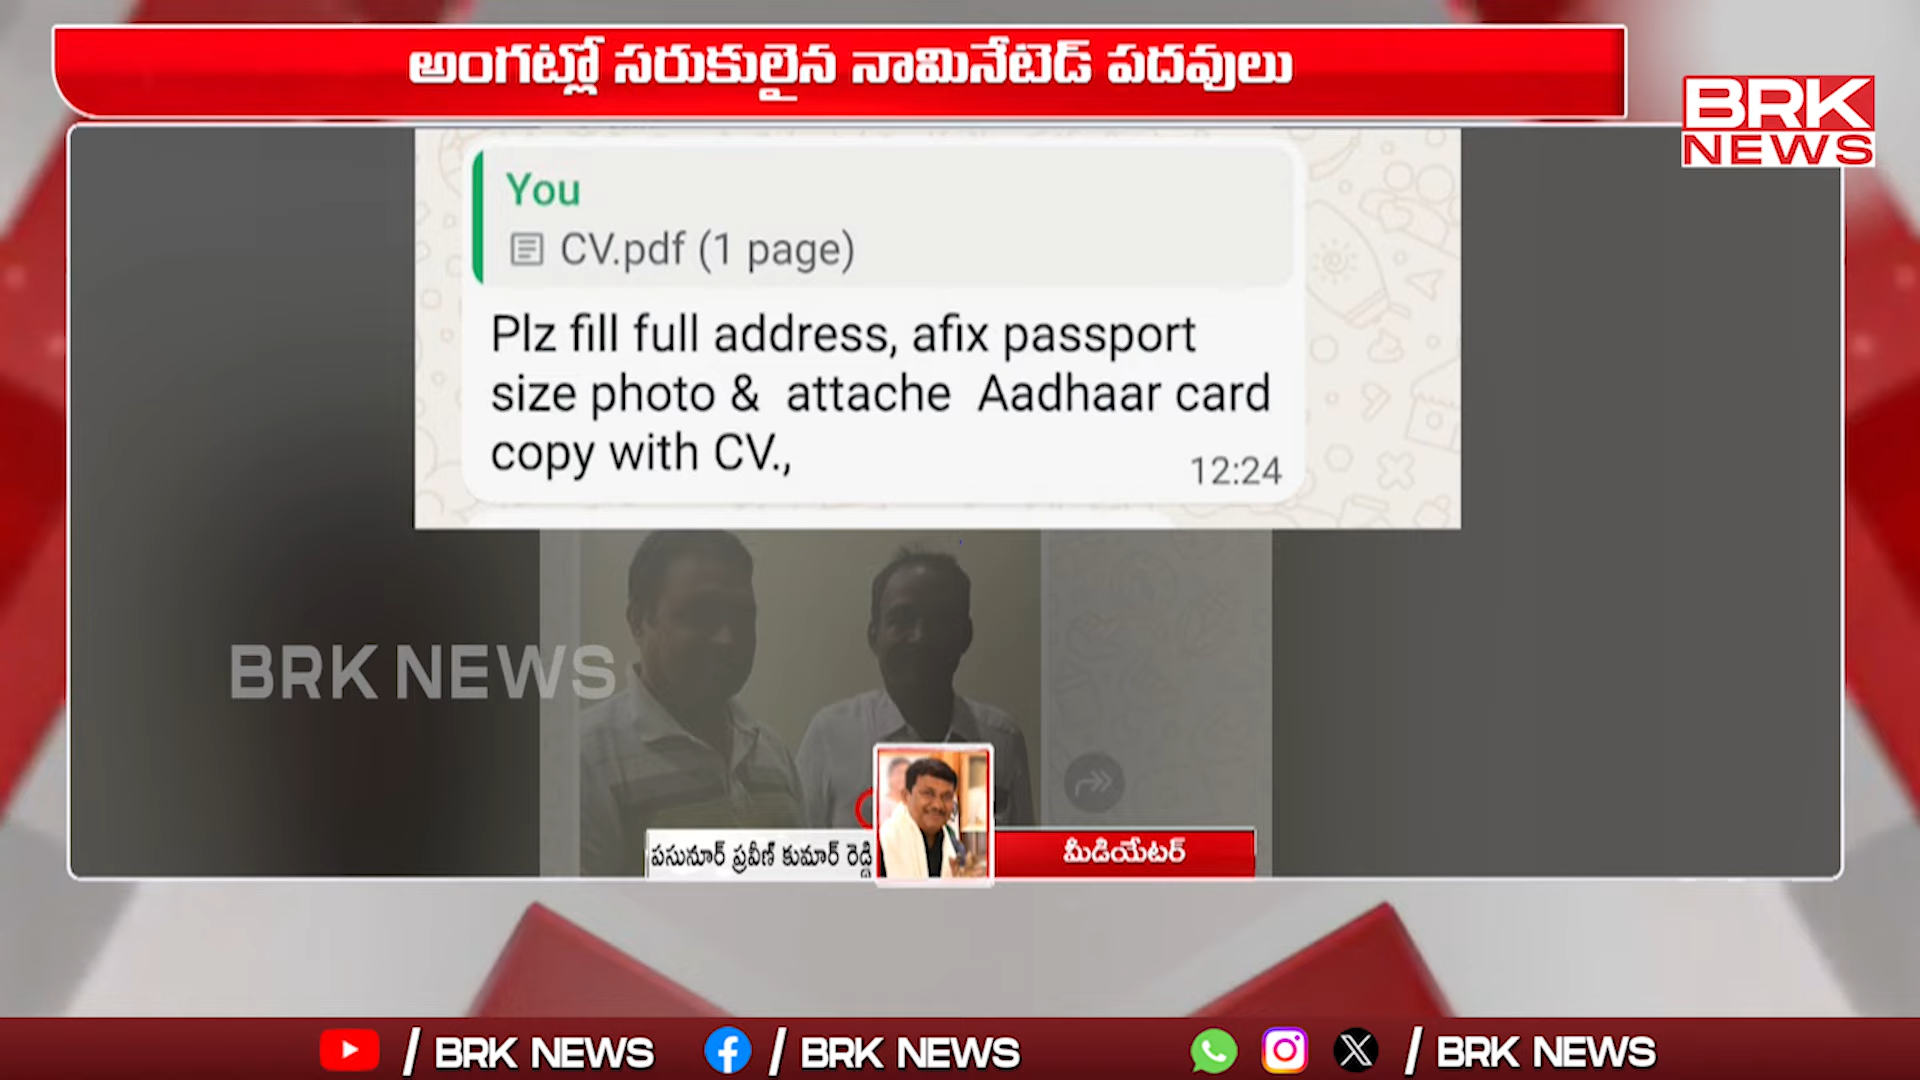 అంగట్లో సరుకులైన నామినేటెడ్ పదవులు
BRK
NEWS
You
CV.pdf (1 page)
Plz fill full address, afix passport
size photo & attache Aadhaar card
copy with CV.,
12:24
BRK NEWS
పసునూర్ ప్రవీణ్ కుమార్ రెడ్డి
మీడియేటర్
/ BRK NEWS
/ BRK NEWS
/ BRK NEWS